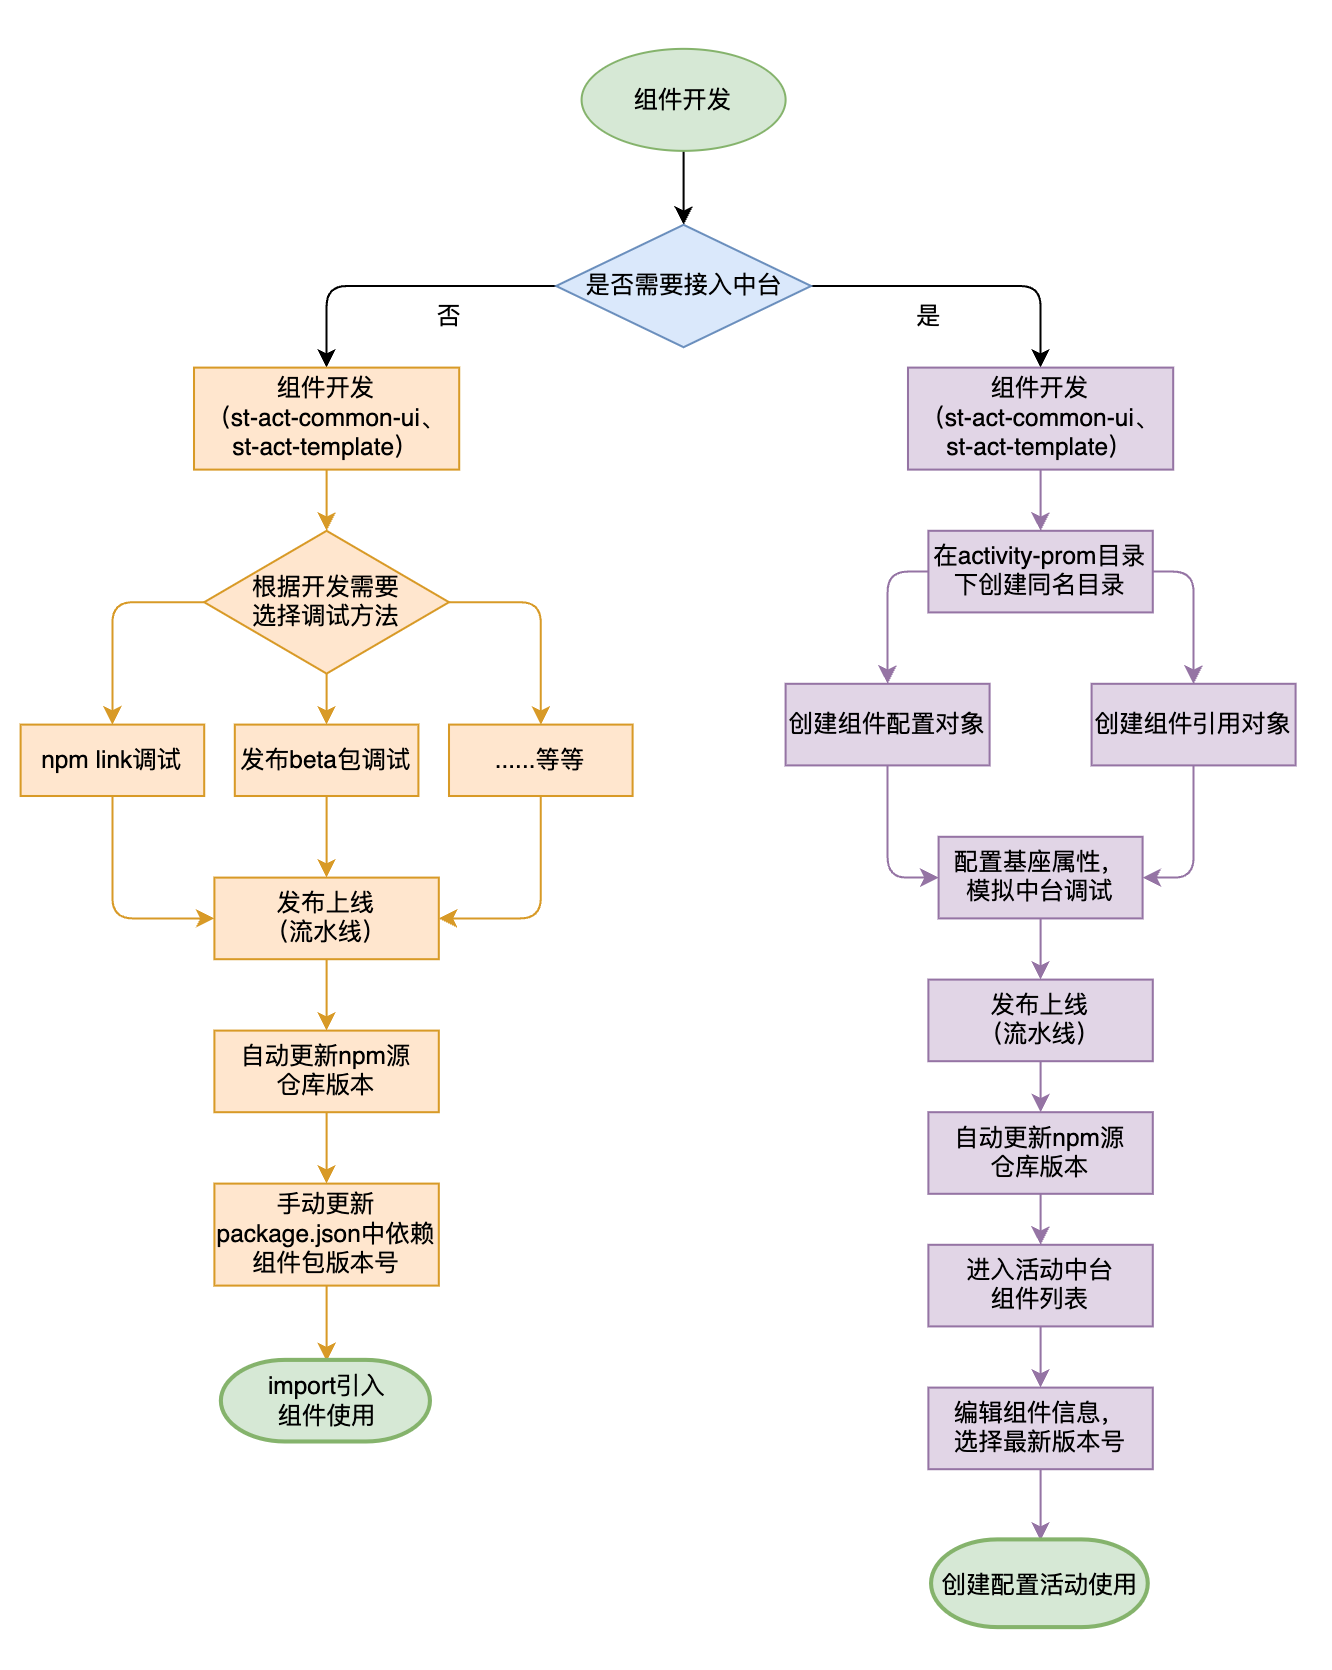 组件开发
是否需要接入中台
否
是
组件开发
（st-act-common-ui、
st-act-template）
根据开发需要
选择调试方法
npm link调试
发布beta包调试
......等等
发布上线
（流水线）
自动更新npm源
仓库版本
手动更新
package.json中依赖
组件包版本号
import引入
组件使用
组件开发
（st-act-common-ui、
st-act-template）
在activity-prom目录
下创建同名目录
创建组件配置对象
创建组件引用对象
配置基座属性，
模拟中台调试
发布上线
（流水线）
自动更新npm源
仓库版本
进入活动中台
组件列表
编辑组件信息，
选择最新版本号
创建配置活动使用